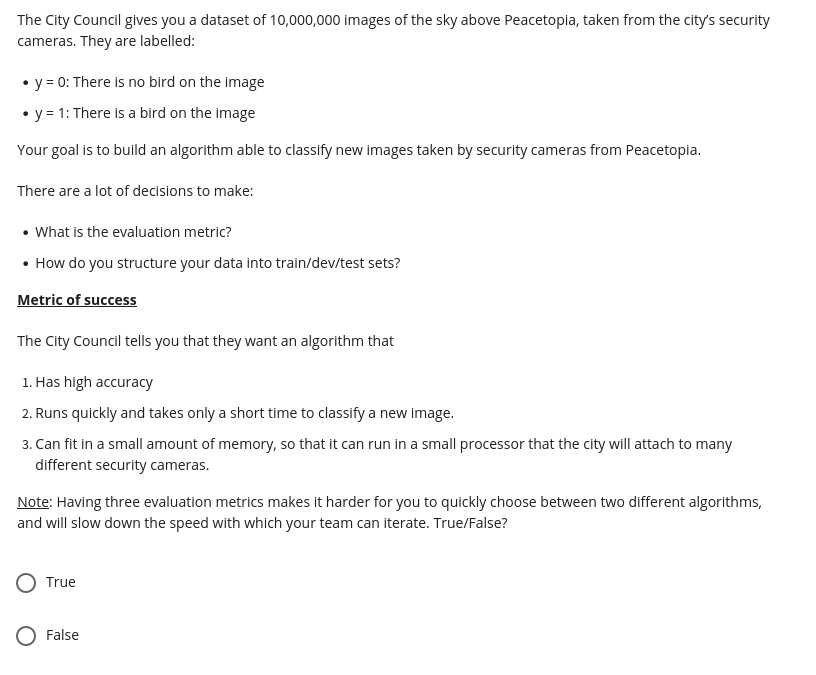 The City Council gives you a dataset of 10,000,000 images of the sky above Peacetopia, taken from the city’s security
cameras. They are labelled:
• y = 0: There is no bird on the image
• y = 1: There is a bird on the image
Your goal is to build an algorithm able to classify new images taken by security cameras from Peacetopia.
There are a lot of decisions to make:
• What is the evaluation metric?
• How do you structure your data into train/dev/test sets?
Metric of success
The City Council tells you that they want an algorithm that
1. Has high accuracy
2. Runs quickly and takes only a short time to classify a new image.
3. Can fit in a small amount of memory, so that it can run in a small processor that the city will attach to many
different security cameras.
Note: Having three evaluation metrics makes it harder for you to quickly choose between two different algorithms,
and will slow down the speed with which your team can iterate. True/False?
True
False